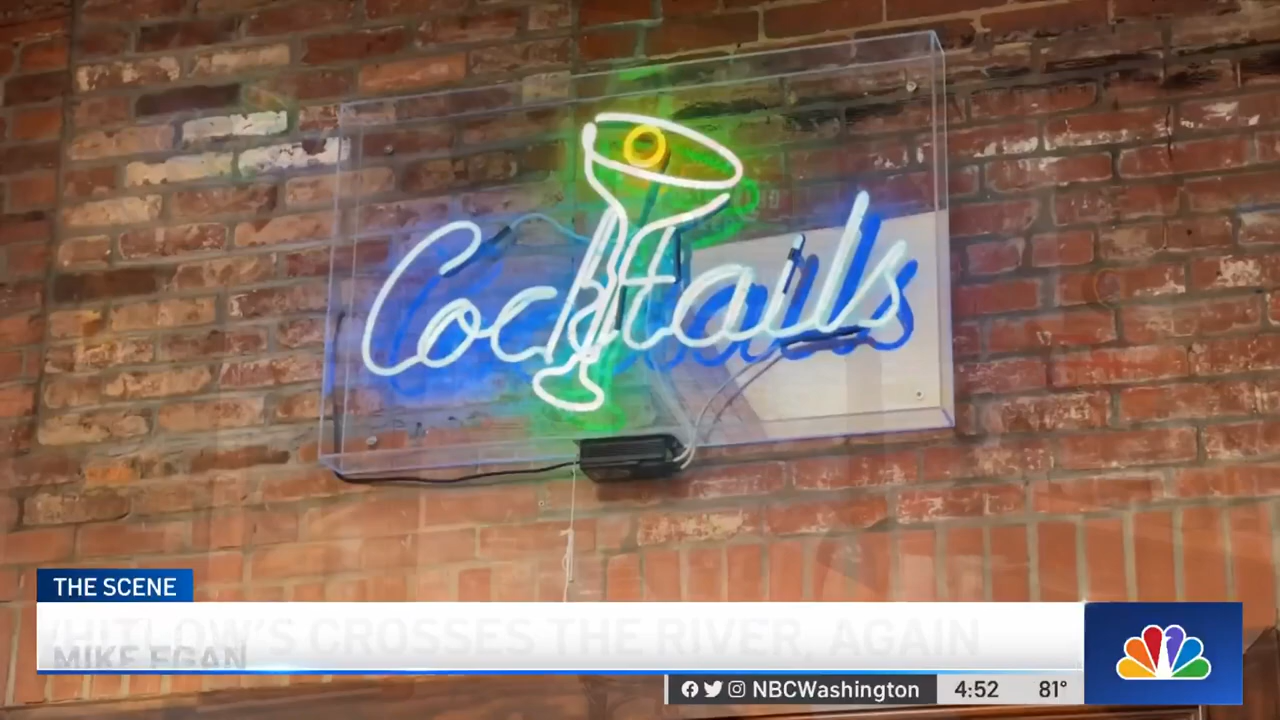 Cocktails
THE SCENE
WHITLOW'S CROSSES THE RIVER, AGAIN
MIKE EGAN
NBCWashington
4:52
81°